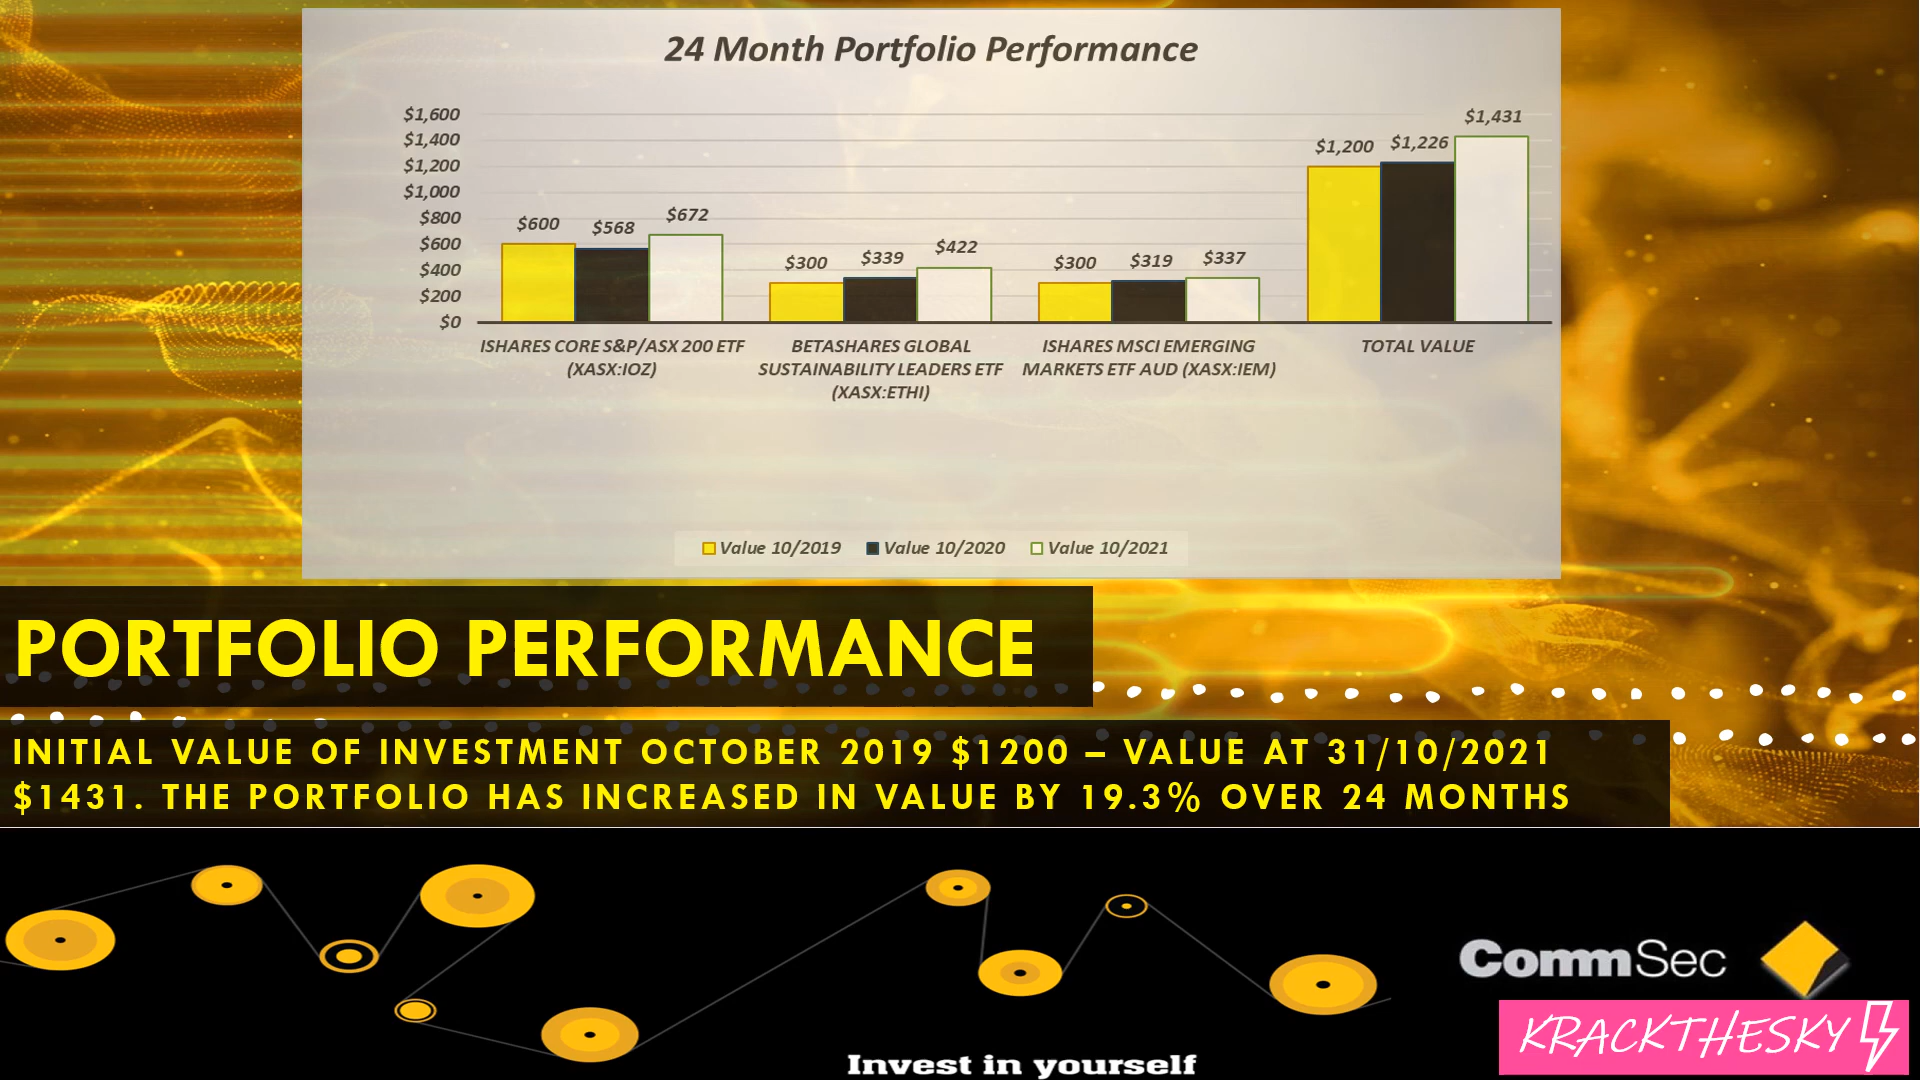 24 Month Portfolio Performance
$1,600
$1,400
$1,200
$1,000
$800
$600
$400
$200
$0
$600
$568
$672
$300
$339
$422
$300
$319
$337
$1,200
$1,226
$1,431
ISHARES CORE S&P/ASX 200 ETF
(XASX:IOZ)
BETASHARES GLOBAL
SUSTAINABILITY LEADERS ETF
(XASX:ETHI)
ISHARES MSCI EMERGING
MARKETS ETF AUD (XASX:IEM)
TOTAL VALUE
Value 10/2019
Value 10/2020
Value 10/2021
PORTFOLIO PERFORMANCE
INITIAL VALUE OF INVESTMENT OCTOBER 2019 $1200 – VALUE AT 31/10/2021
$1431. THE PORTFOLIO HAS INCREASED IN VALUE BY 19.3% OVER 24 MONTHS
CommSec
KRACKTHESKY
Invest in yourself